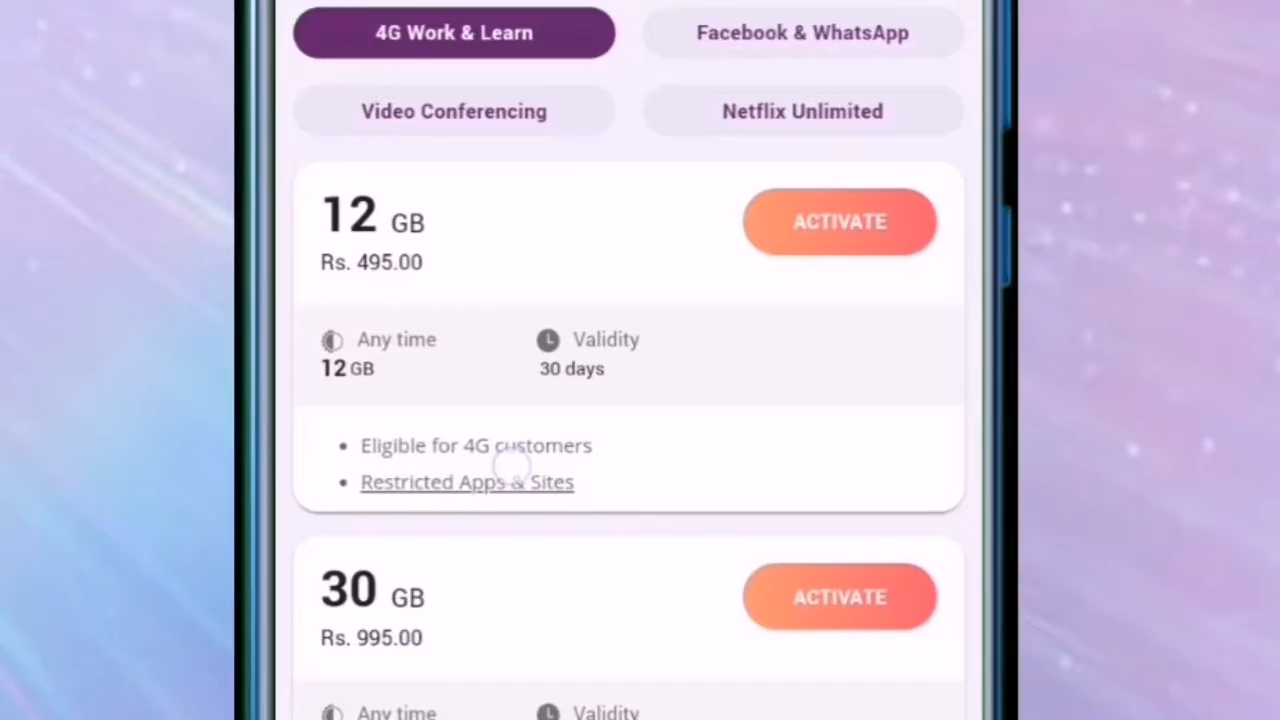 4G Work & Learn
Facebook & WhatsApp
Video Conferencing
Netflix Unlimited
12 GB
ACTIVATE
Rs. 495.00
Any time
Validity
12 GB
30 days
• Eligible for 4G customers
• Restricted Apps & Sites
30 GB
ACTIVATE
Rs. 995.00
Any time
Validity